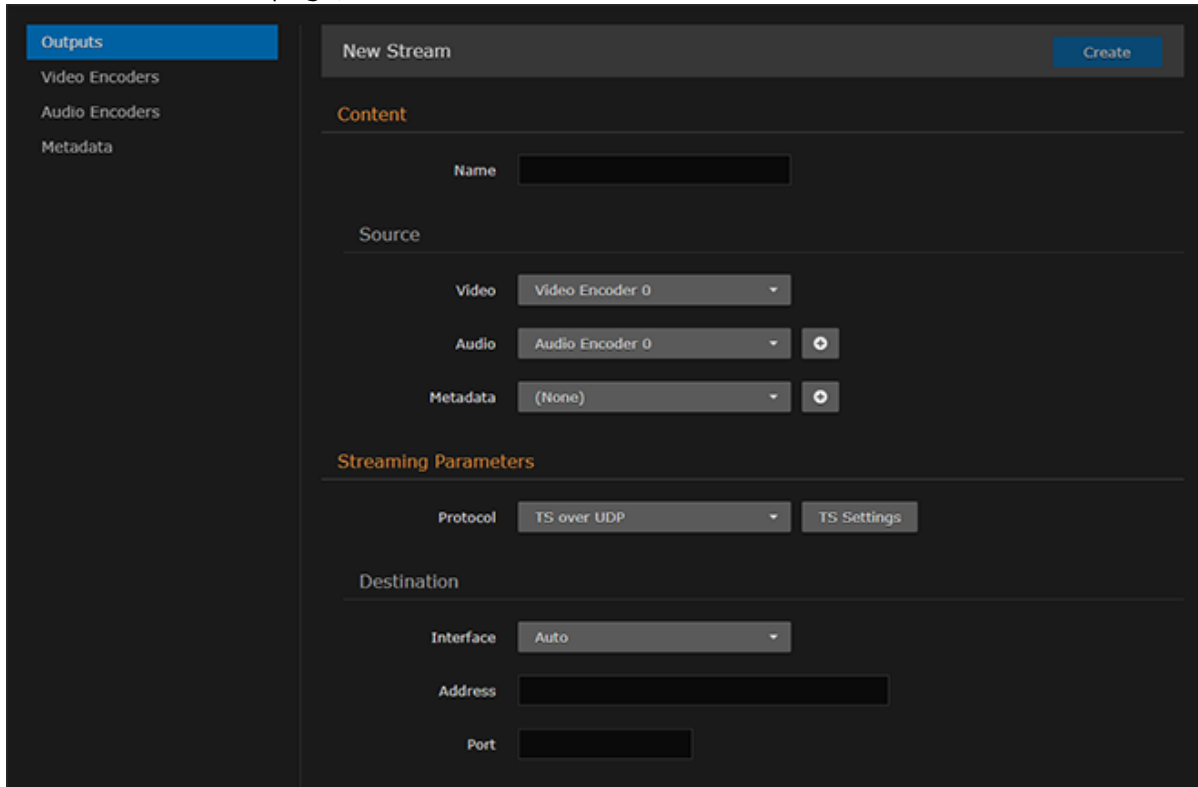 Outputs
Video Encoders
Audio Encoders
Metadata
New Stream
Create
Content
Name
Source
Video
Video Encoder 0
Audio
Audio Encoder 0
Metadata
(None)
Streaming Parameters
Protocol
TS over UDP
TS Settings
Destination
Interface
Auto
Address
Port